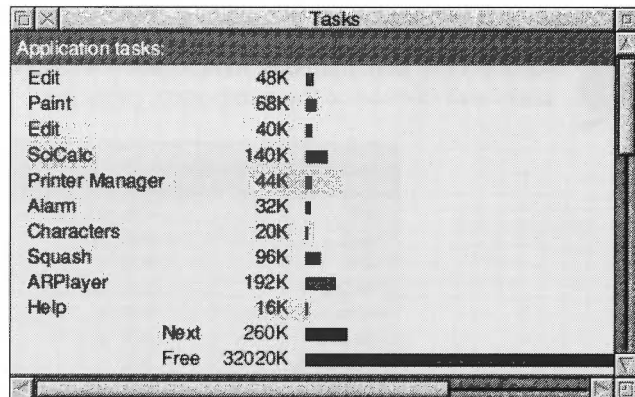 Tasks
Application tasks:
Edit 48K
Paint 68K
Edit 40K
SciCalc 140K
Printer Manager 44K
Alarm 32K
Characters 20K
Squash 96K
ARPlayer 192K
Help 16K
Next 260K
Free 32020K